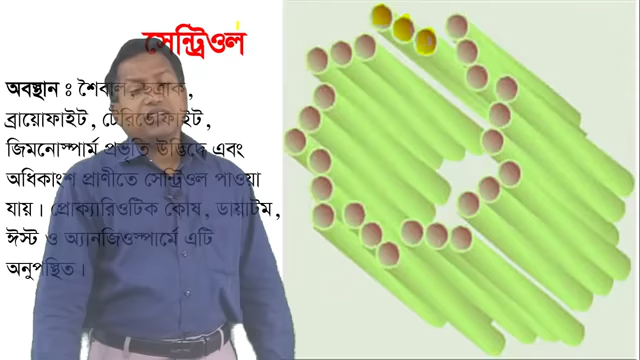 সেন্ট্রিওল
অবস্থান : শৈবাল, ছত্রাক,
ব্রায়োফাইট, টেরিডোফাইট,
জিমনোস্পার্ম প্রভৃতি উদ্ভিদে এবং
অধিকাংশ প্রাণীতে সেন্ট্রিওল পাওয়া
যায়। প্রোক্যারিওটিক কোষ, ডায়াটম,
ঈস্ট ও অ্যানজিওস্পার্মে এটি
অনুপস্থিত।